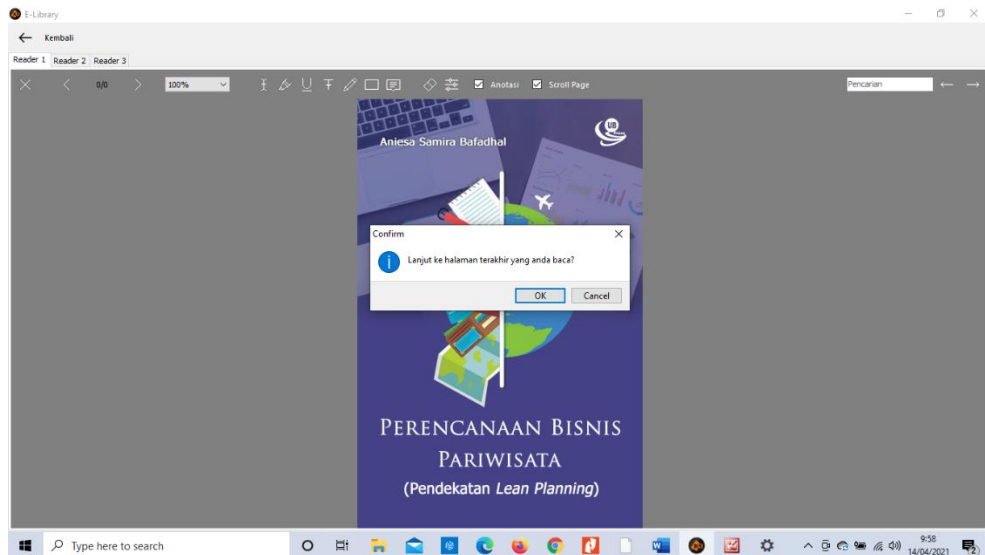 E-Library
Kembali
Reader 1 Reader 2 Reader 3
0/0 100% Anotasi Scroll Page Pencarian
Aniesa Samira Bafadhal
UB
Confirm
Lanjut ke halaman terakhir yang anda baca?
OK Cancel
PERENCANAAN BISNIS
PARIWISATA
(Pendekatan Lean Planning)
Type here to search
9:58
14/04/2021